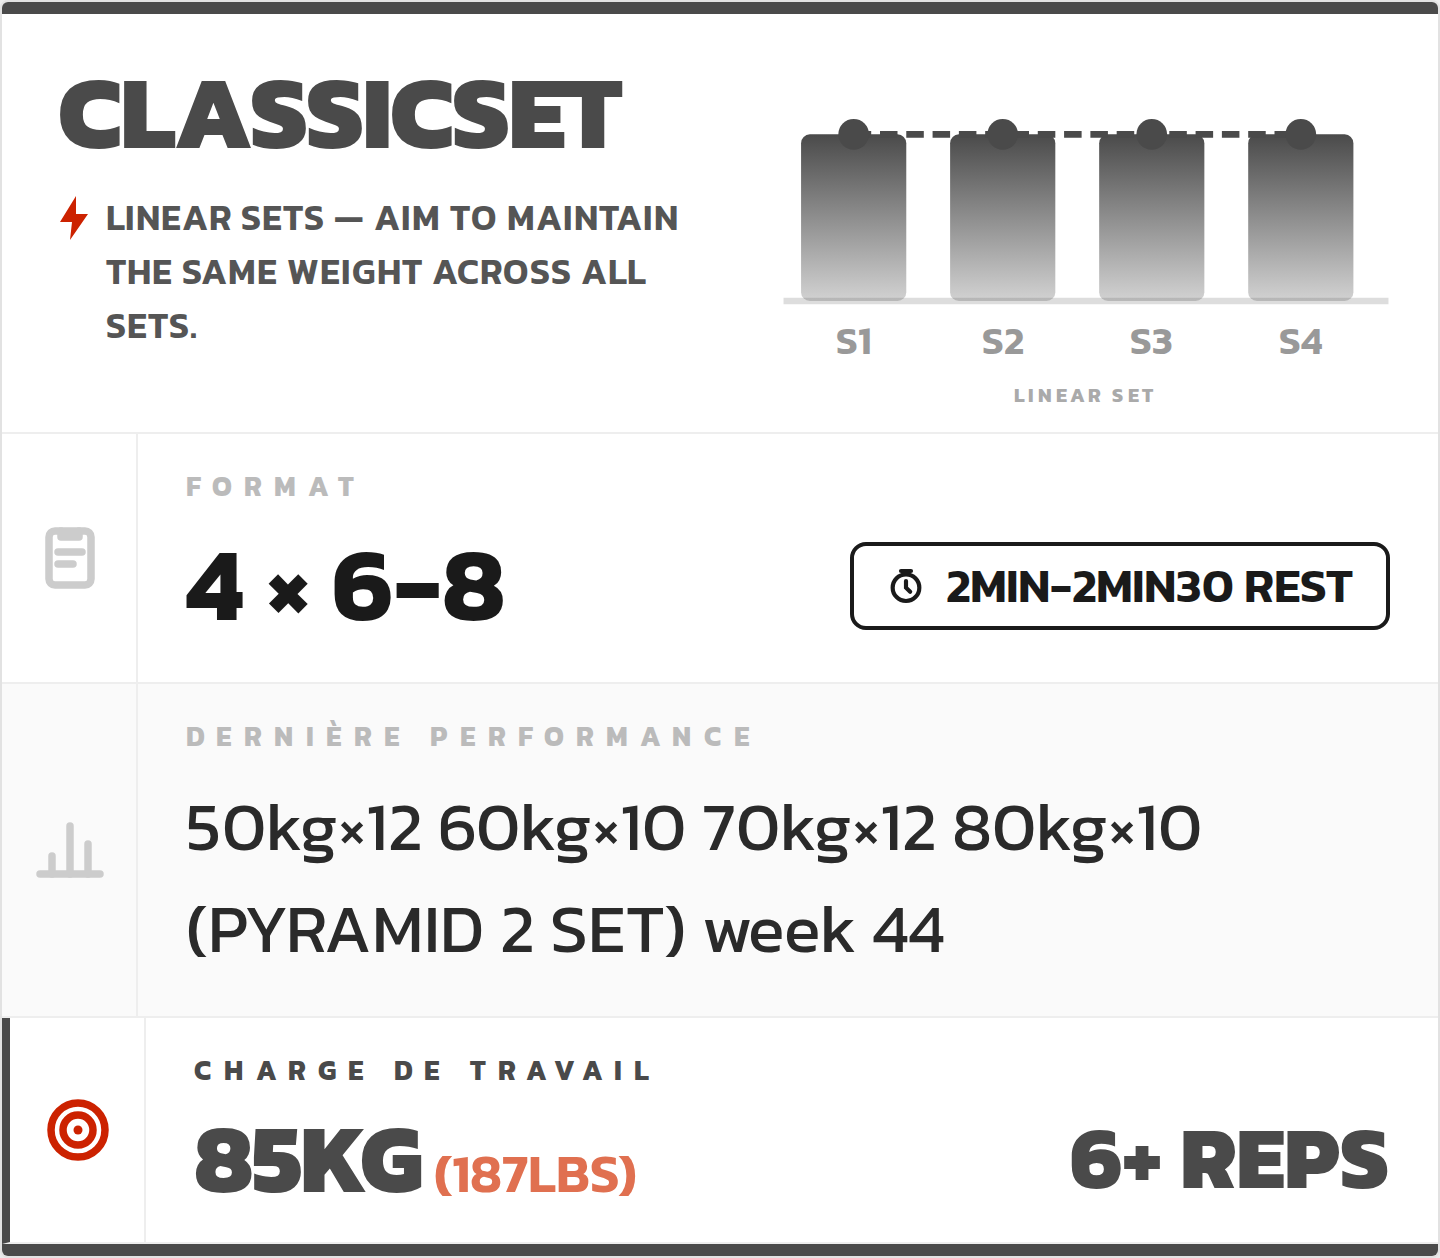 CLASSICSET
LINEAR SETS — AIM TO MAINTAIN
THE SAME WEIGHT ACROSS ALL
SETS.
S1 S2 S3 S4
LINEAR SET
FORMAT
4 × 6–8
2MIN–2MIN30 REST
DERNIÈRE PERFORMANCE
50kg×12 60kg×10 70kg×12 80kg×10
(PYRAMID 2 SET) week 44
CHARGE DE TRAVAIL
85KG (187LBS)
6+ REPS